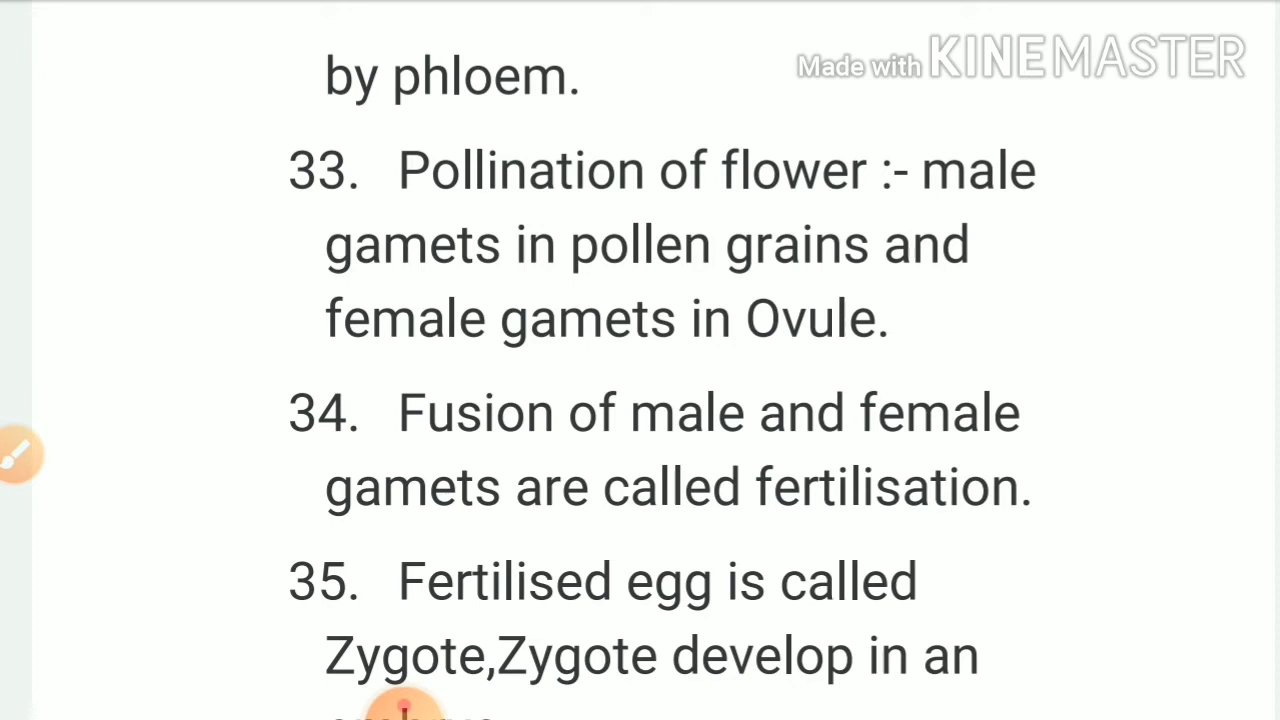 Made with KINEMASTER
by phloem.
33. Pollination of flower :- male
gamets in pollen grains and
female gamets in Ovule.
34. Fusion of male and female
gamets are called fertilisation.
35. Fertilised egg is called
Zygote,Zygote develop in an